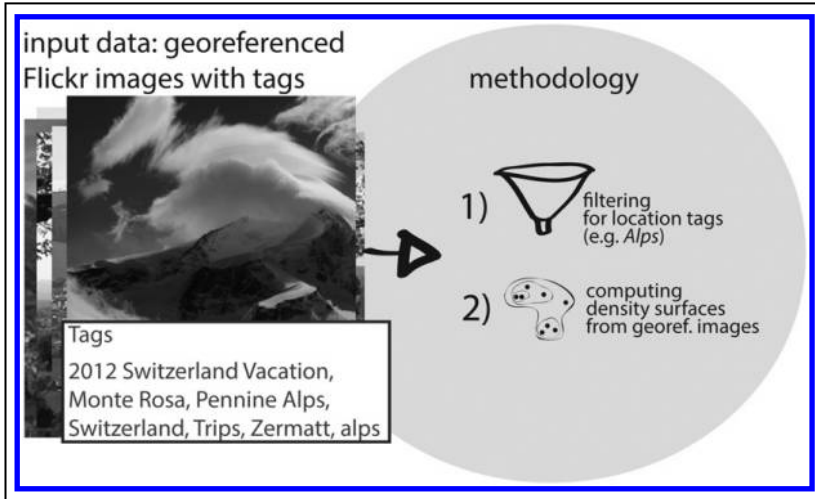 input data: georeferenced
Flickr images with tags
methodology
1)
filtering
for location tags
(e.g. Alps)
2)
computing
density surfaces
from georef. images
Tags
2012 Switzerland Vacation,
Monte Rosa, Pennine Alps,
Switzerland, Trips, Zermatt, alps